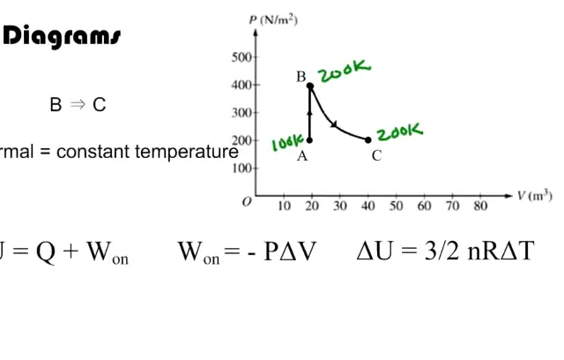 Diagrams
P (N/m²)
500
400
300
200
100
B 200K
100K
A
200K
C
O
10 20 30 40 50 60 70 80
V (m³)
B ⇒ C
rmal = constant temperature
U = Q + Won
Won = - PΔV
ΔU = 3/2 nRΔT